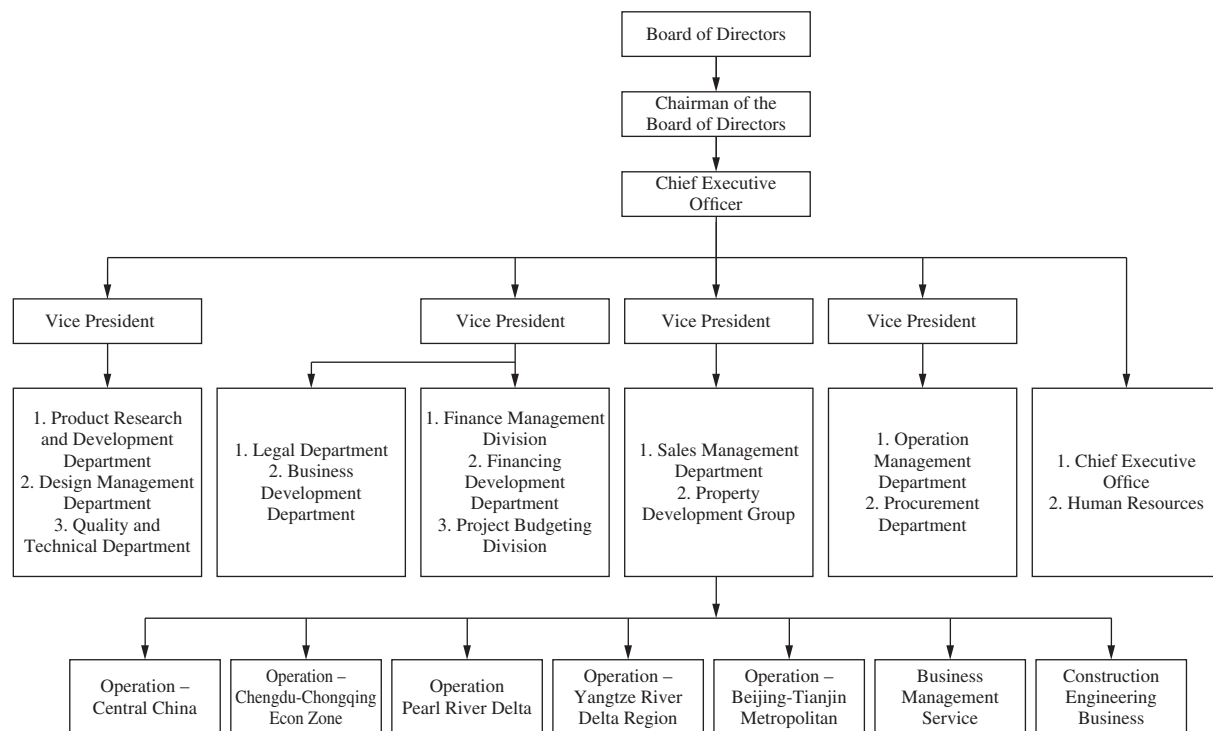 Board of Directors
Chairman of the
Board of Directors
Chief Executive
Officer
Vice President
Vice President
Vice President
Vice President
1. Product Research
and Development
Department
2. Design Management
Department
3. Quality and
Technical Department
1. Legal Department
2. Business
Development
Department
1. Finance Management
Division
2. Financing
Development
Department
3. Project Budgeting
Division
1. Sales Management
Department
2. Property
Development Group
1. Operation
Management
Department
2. Procurement
Department
1. Chief Executive
Office
2. Human Resources
Operation –
Central China
Operation –
Chengdu-Chongqing
Econ Zone
Operation
Pearl River Delta
Operation –
Yangtze River
Delta Region
Operation –
Beijing-Tianjin
Metropolitan
Business
Management
Service
Construction
Engineering
Business